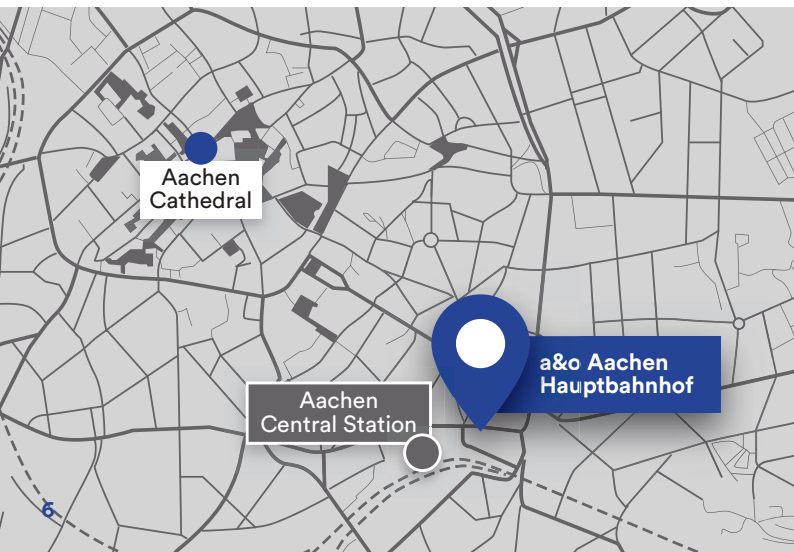 Aachen
Cathedral
a&o Aachen
Hauptbahnhof
Aachen
Central Station
6